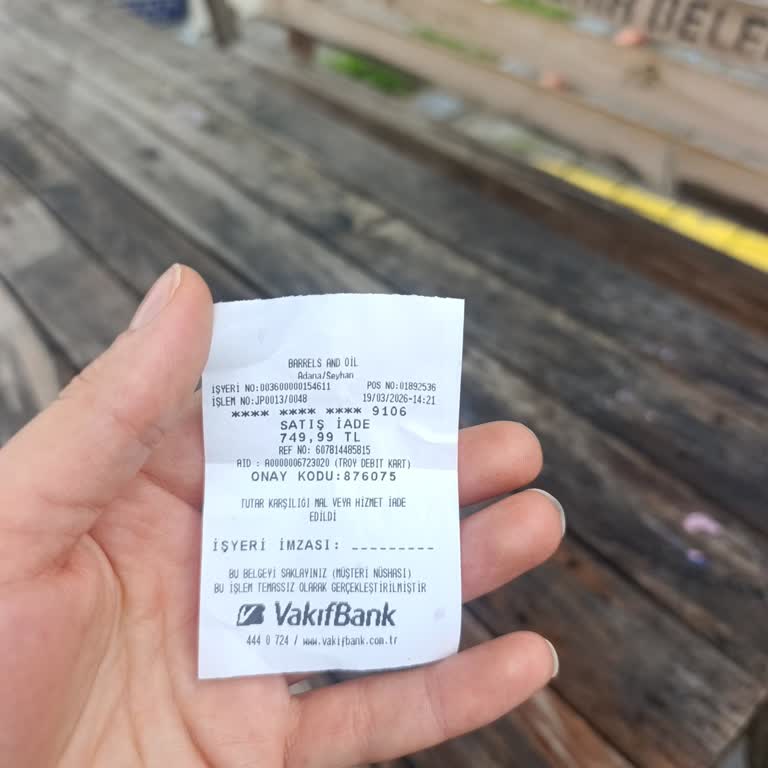 DELE
BARRELS AND OİL
Adana/Seyhan
İŞYERİ NO:003600000154611 POS NO:01892536
İŞLEM NO:JP0013/0048 19/03/2026-14:21
**** **** **** 9106
SATIŞ İADE
749,99 TL
REF NO: 607814485815
AID : A0000006723020 (TROY DEBIT KART)
ONAY KODU:876075
TUTAR KARŞILIĞI MAL VEYA HİZMET İADE
EDİLDİ
İŞYERİ İMZASI: _________
BU BELGEYİ SAKLAYINIZ (MÜŞTERİ NÜSHASI)
BU İŞLEM TEMASSIZ OLARAK GERÇEKLEŞTİRİLMİŞTİR
VakıfBank
444 0 724 / www.vakifbank.com.tr